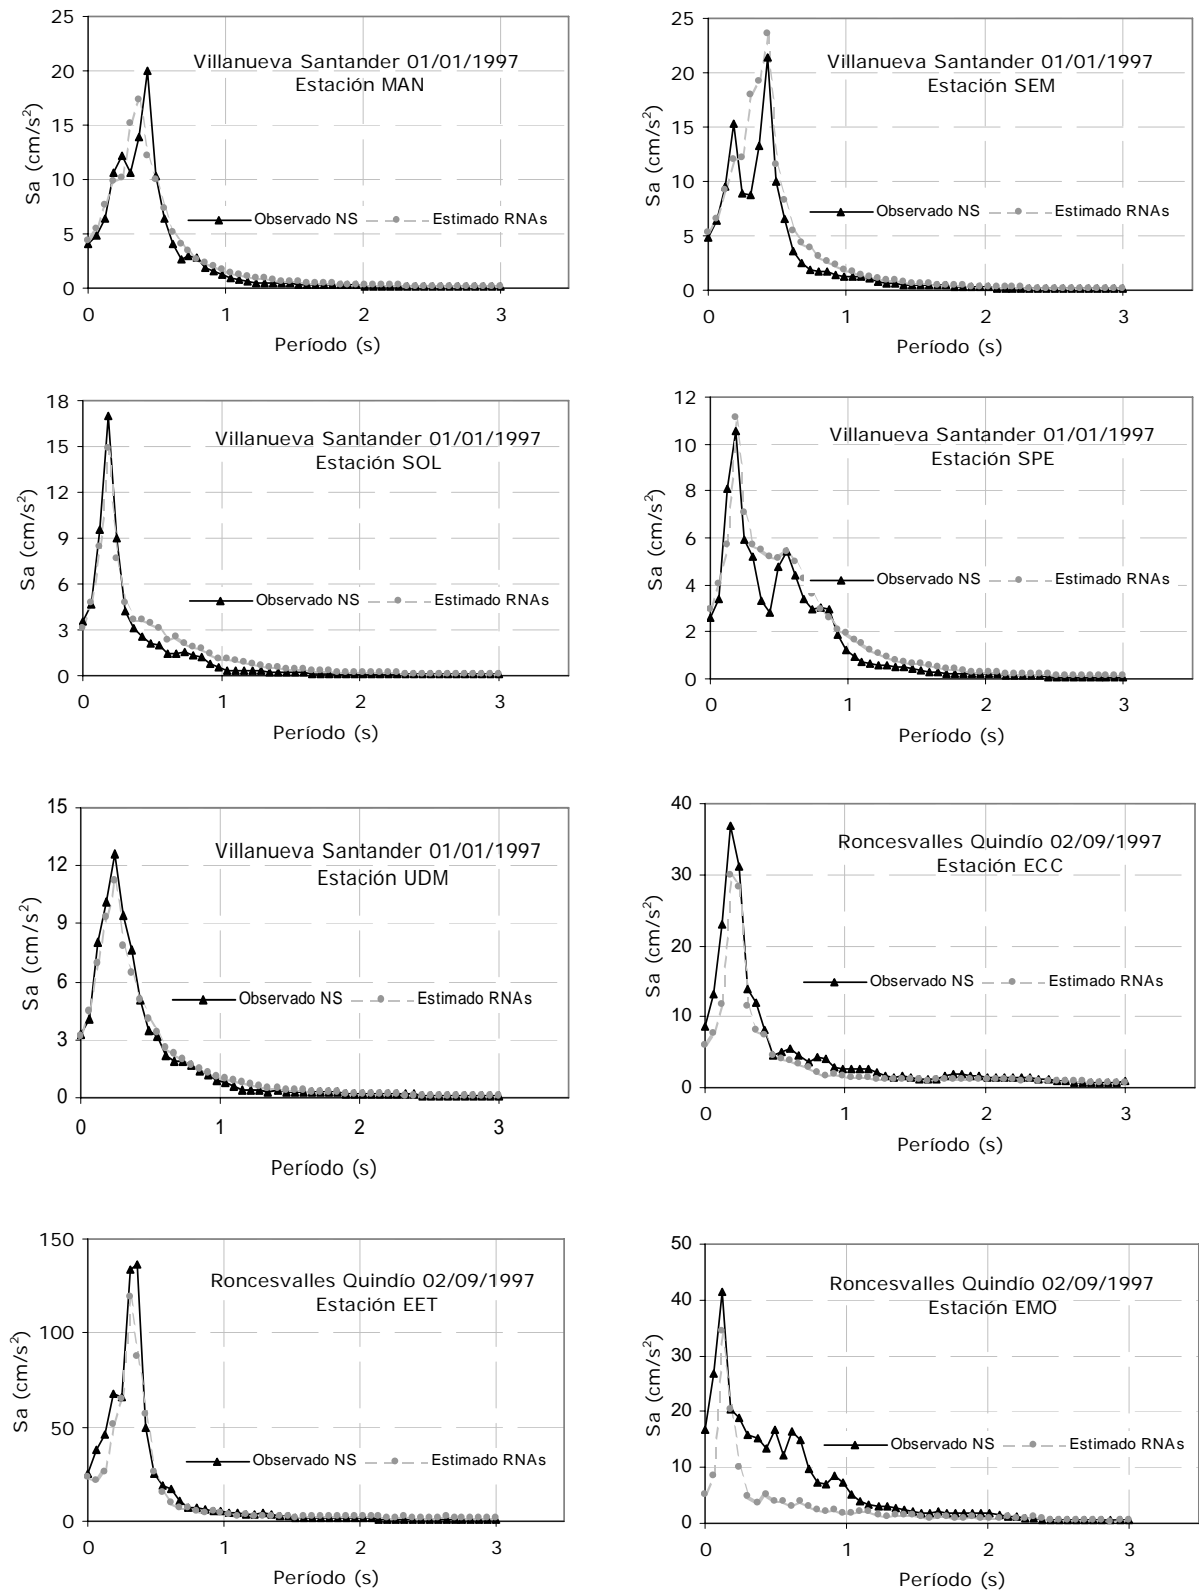 25
20
15
10
5
0
Sa (cm/s²)
Villanueva Santander 01/01/1997
Estación MAN
Observado NS
Estimado RNAs
0 1 2 3
Período (s)
25
20
15
10
5
0
Sa (cm/s²)
Villanueva Santander 01/01/1997
Estación SEM
Observado NS
Estimado RNAs
0 1 2 3
Período (s)
18
15
12
9
6
3
0
Sa (cm/s²)
Villanueva Santander 01/01/1997
Estación SOL
Observado NS
Estimado RNAs
0 1 2 3
Período (s)
12
10
8
6
4
2
0
Sa (cm/s²)
Villanueva Santander 01/01/1997
Estación SPE
Observado NS
Estimado RNAs
0 1 2 3
Período (s)
15
12
9
6
3
0
Sa (cm/s²)
Villanueva Santander 01/01/1997
Estación UDM
Observado NS
Estimado RNAs
0 1 2 3
Período (s)
40
30
20
10
0
Sa (cm/s²)
Roncesvalles Quindío 02/09/1997
Estación ECC
Observado NS
Estimado RNAs
0 1 2 3
Período (s)
150
100
50
0
Sa (cm/s²)
Roncesvalles Quindío 02/09/1997
Estación EET
Observado NS
Estimado RNAs
0 1 2 3
Período (s)
50
40
30
20
10
0
Sa (cm/s²)
Roncesvalles Quindío 02/09/1997
Estación EMO
Observado NS
Estimado RNAs
0 1 2 3
Período (s)